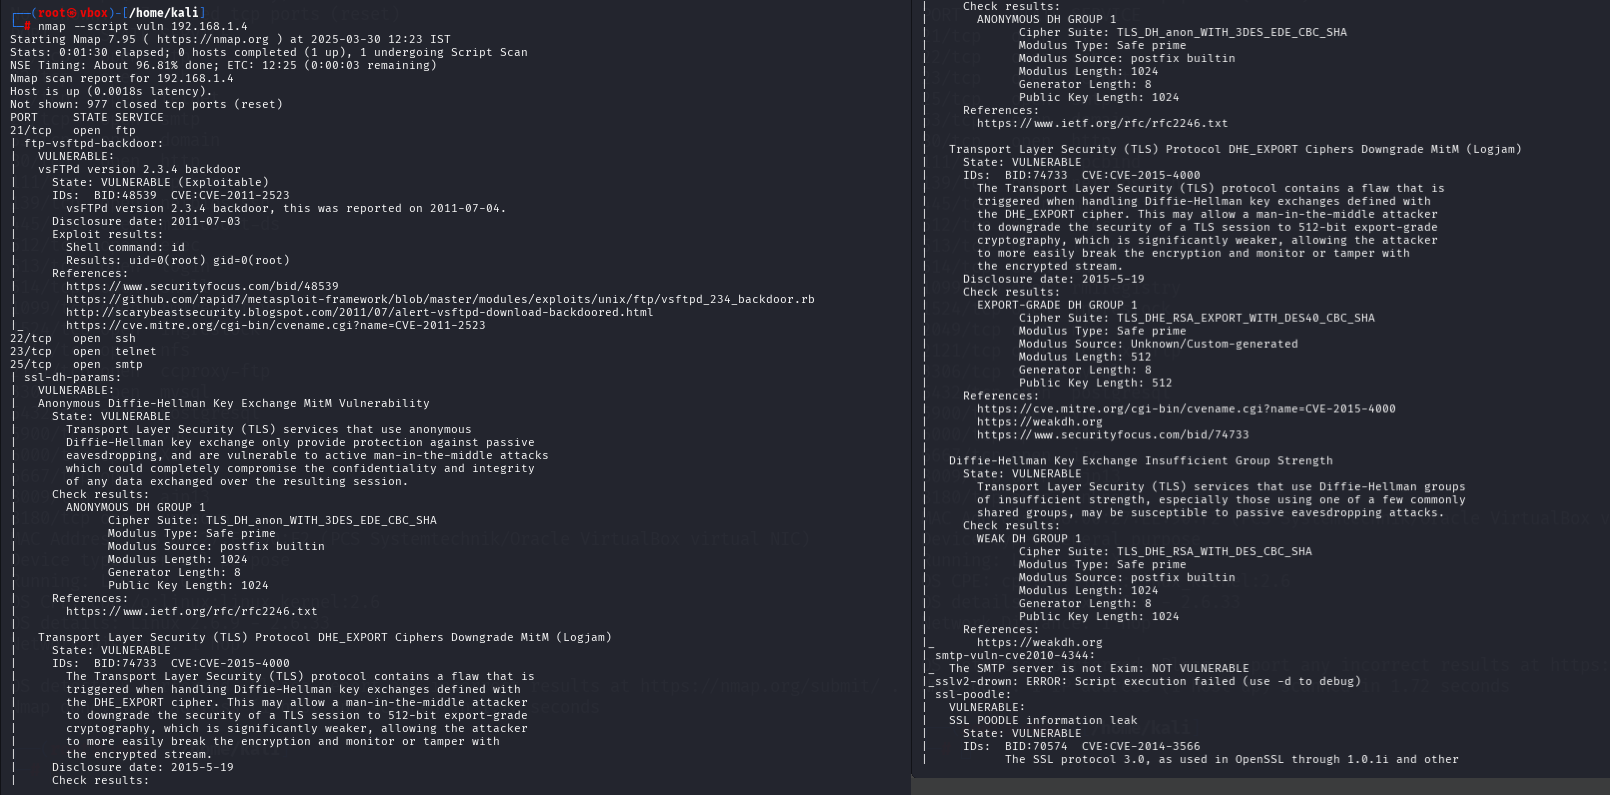 ┌──(root㉿vbox)-[/home/kali]
└─# nmap --script vuln 192.168.1.4
Starting Nmap 7.95 ( https://nmap.org ) at 2025-03-30 12:23 IST
Stats: 0:01:30 elapsed; 0 hosts completed (1 up), 1 undergoing Script Scan
NSE Timing: About 96.81% done; ETC: 12:25 (0:00:03 remaining)
Nmap scan report for 192.168.1.4
Host is up (0.0018s latency).
Not shown: 977 closed tcp ports (reset)
PORT     STATE SERVICE
21/tcp   open  ftp
| ftp-vsftpd-backdoor:
|   VULNERABLE:
|   vsFTPd version 2.3.4 backdoor
|     State: VULNERABLE (Exploitable)
|     IDs:  BID:48539  CVE:CVE-2011-2523
|       vsFTPd version 2.3.4 backdoor, this was reported on 2011-07-04.
|     Disclosure date: 2011-07-03
|     Exploit results:
|       Shell command: id
|       Results: uid=0(root) gid=0(root)
|     References:
|       https://www.securityfocus.com/bid/48539
|       https://github.com/rapid7/metasploit-framework/blob/master/modules/exploits/unix/ftp/vsftpd_234_backdoor.rb
|       http://scarybeastsecurity.blogspot.com/2011/07/alert-vsftpd-download-backdoored.html
|_      https://cve.mitre.org/cgi-bin/cvename.cgi?name=CVE-2011-2523
22/tcp   open  ssh
23/tcp   open  telnet
25/tcp   open  smtp
| ssl-dh-params:
|   VULNERABLE:
|   Anonymous Diffie-Hellman Key Exchange MitM Vulnerability
|     State: VULNERABLE
|       Transport Layer Security (TLS) services that use anonymous
|       Diffie-Hellman key exchange only provide protection against passive
|       eavesdropping, and are vulnerable to active man-in-the-middle attacks
|       which could completely compromise the confidentiality and integrity
|       of any data exchanged over the resulting session.
|     Check results:
|       ANONYMOUS DH GROUP 1
|             Cipher Suite: TLS_DH_anon_WITH_3DES_EDE_CBC_SHA
|             Modulus Type: Safe prime
|             Modulus Source: postfix builtin
|             Modulus Length: 1024
|             Generator Length: 8
|             Public Key Length: 1024
|     References:
|       https://www.ietf.org/rfc/rfc2246.txt
|
|   Transport Layer Security (TLS) Protocol DHE_EXPORT Ciphers Downgrade MitM (Logjam)
|     State: VULNERABLE
|     IDs:  BID:74733  CVE:CVE-2015-4000
|       The Transport Layer Security (TLS) protocol contains a flaw that is
|       triggered when handling Diffie-Hellman key exchanges defined with
|       the DHE_EXPORT cipher. This may allow a man-in-the-middle attacker
|       to downgrade the security of a TLS session to 512-bit export-grade
|       cryptography, which is significantly weaker, allowing the attacker
|       to more easily break the encryption and monitor or tamper with
|       the encrypted stream.
|     Disclosure date: 2015-5-19
|     Check results:
|     Check results:
|       ANONYMOUS DH GROUP 1
|             Cipher Suite: TLS_DH_anon_WITH_3DES_EDE_CBC_SHA
|             Modulus Type: Safe prime
|             Modulus Source: postfix builtin
|             Modulus Length: 1024
|             Generator Length: 8
|             Public Key Length: 1024
|     References:
|       https://www.ietf.org/rfc/rfc2246.txt
|
|   Transport Layer Security (TLS) Protocol DHE_EXPORT Ciphers Downgrade MitM (Logjam)
|     State: VULNERABLE
|     IDs:  BID:74733  CVE:CVE-2015-4000
|       The Transport Layer Security (TLS) protocol contains a flaw that is
|       triggered when handling Diffie-Hellman key exchanges defined with
|       the DHE_EXPORT cipher. This may allow a man-in-the-middle attacker
|       to downgrade the security of a TLS session to 512-bit export-grade
|       cryptography, which is significantly weaker, allowing the attacker
|       to more easily break the encryption and monitor or tamper with
|       the encrypted stream.
|     Disclosure date: 2015-5-19
|     Check results:
|       EXPORT-GRADE DH GROUP 1
|             Cipher Suite: TLS_DHE_RSA_EXPORT_WITH_DES40_CBC_SHA
|             Modulus Type: Safe prime
|             Modulus Source: Unknown/Custom-generated
|             Modulus Length: 512
|             Generator Length: 8
|             Public Key Length: 512
|     References:
|       https://cve.mitre.org/cgi-bin/cvename.cgi?name=CVE-2015-4000
|       https://weakdh.org
|       https://www.securityfocus.com/bid/74733
|
|   Diffie-Hellman Key Exchange Insufficient Group Strength
|     State: VULNERABLE
|       Transport Layer Security (TLS) services that use Diffie-Hellman groups
|       of insufficient strength, especially those using one of a few commonly
|       shared groups, may be susceptible to passive eavesdropping attacks.
|     Check results:
|       WEAK DH GROUP 1
|             Cipher Suite: TLS_DHE_RSA_WITH_DES_CBC_SHA
|             Modulus Type: Safe prime
|             Modulus Source: postfix builtin
|             Modulus Length: 1024
|             Generator Length: 8
|             Public Key Length: 1024
|     References:
|_      https://weakdh.org
| smtp-vuln-cve2010-4344:
|_  The SMTP server is not Exim: NOT VULNERABLE
|_sslv2-drown: ERROR: Script execution failed (use -d to debug)
| ssl-poodle:
|   VULNERABLE:
|   SSL POODLE information leak
|     State: VULNERABLE
|     IDs:  BID:70574  CVE:CVE-2014-3566
|           The SSL protocol 3.0, as used in OpenSSL through 1.0.1i and other